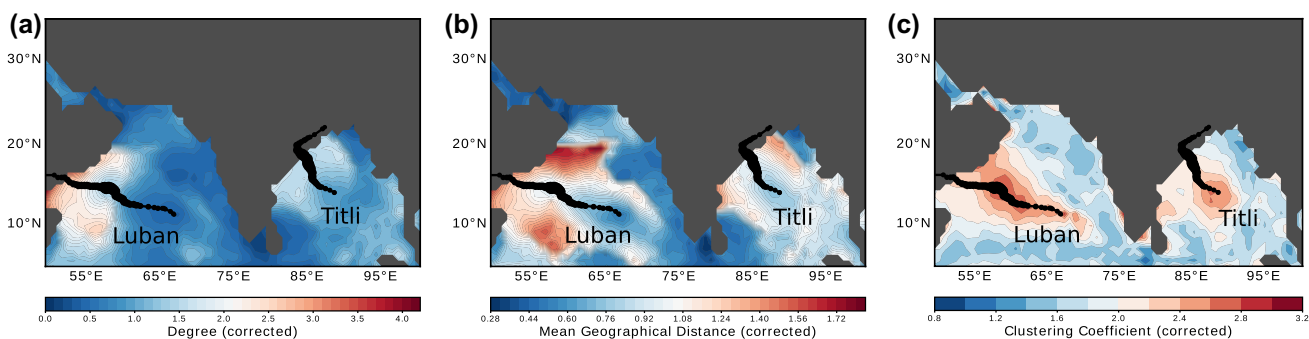 (a) (b) (c)
30°N 30°N 30°N
20°N 20°N 20°N
10°N 10°N 10°N
Titli Titli Titli
Luban Luban Luban
55°E 65°E 75°E 85°E 95°E 55°E 65°E 75°E 85°E 95°E 55°E 65°E 75°E 85°E 95°E
0.0 0.5 1.0 1.5 2.0 2.5 3.0 3.5 4.0 0.28 0.44 0.60 0.76 0.92 1.08 1.24 1.40 1.56 1.72 0.8 1.2 1.6 2.0 2.4 2.8 3.2
Degree (corrected) Mean Geographical Distance (corrected) Clustering Coefficient (corrected)